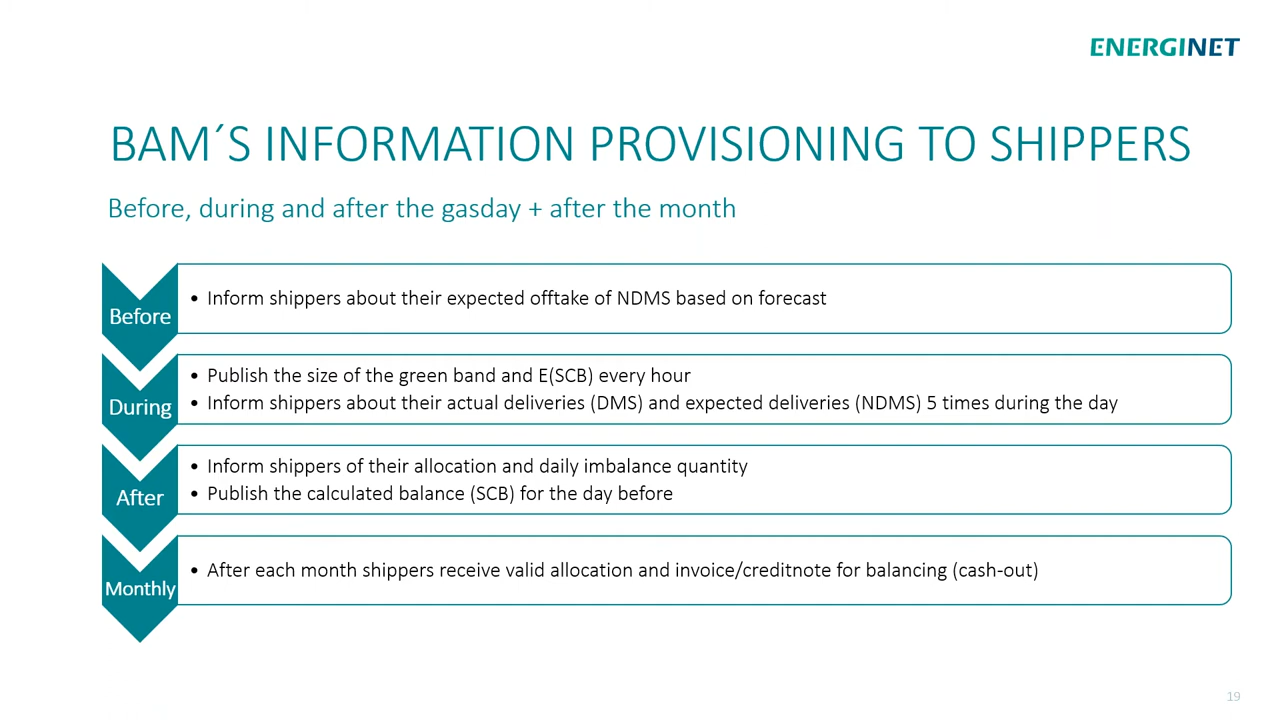 ENERGINET
BAM´S INFORMATION PROVISIONING TO SHIPPERS
Before, during and after the gasday + after the month
Before
• Inform shippers about their expected offtake of NDMS based on forecast
During
• Publish the size of the green band and E(SCB) every hour
• Inform shippers about their actual deliveries (DMS) and expected deliveries (NDMS) 5 times during the day
After
• Inform shippers of their allocation and daily imbalance quantity
• Publish the calculated balance (SCB) for the day before
Monthly
• After each month shippers receive valid allocation and invoice/creditnote for balancing (cash-out)
19